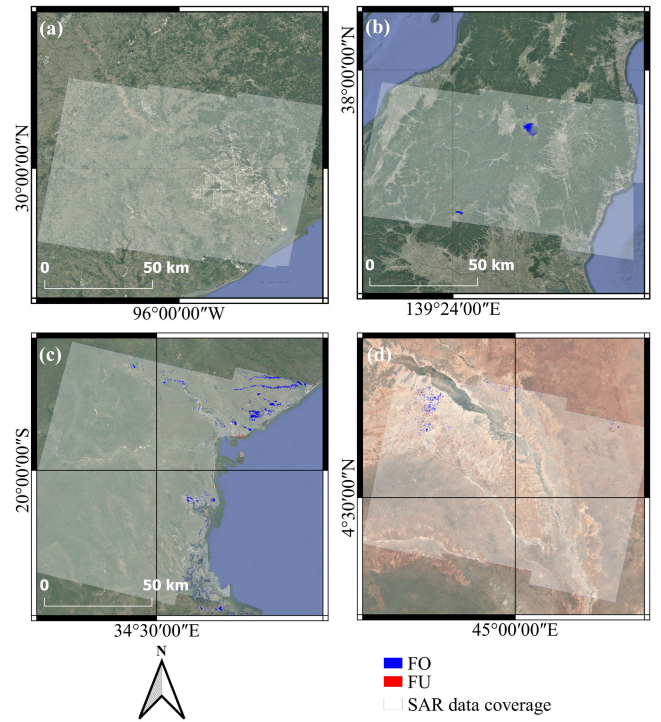 (a)
30°00′00″N
0 50 km
96°00′00″W
(b)
38°00′00″N
0 50 km
139°24′00″E
(c)
20°00′00″S
0 50 km
34°30′00″E
(d)
4°30′00″N
45°00′00″E
N
FO
FU
SAR data coverage